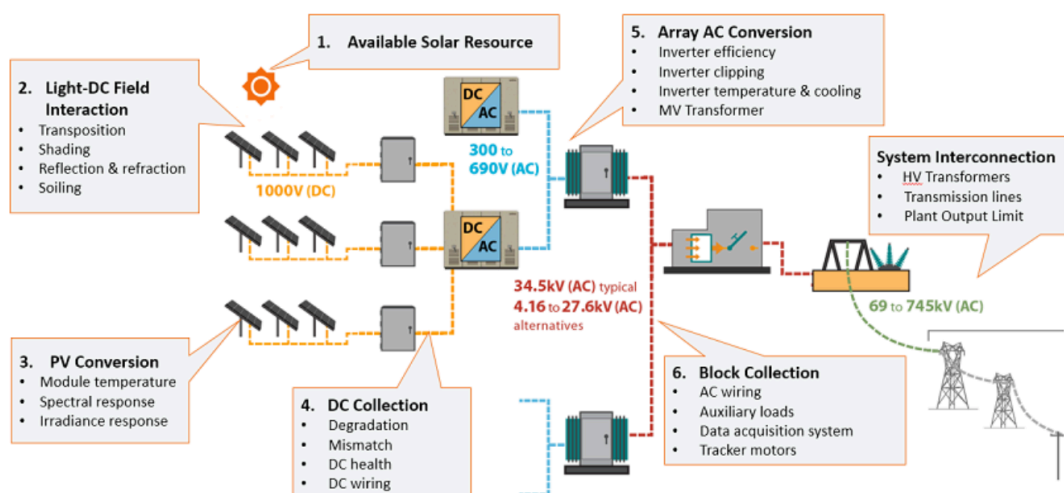 1. Available Solar Resource
2. Light-DC Field
Interaction
• Transposition
• Shading
• Reflection & refraction
• Soiling
3. PV Conversion
• Module temperature
• Spectral response
• Irradiance response
4. DC Collection
• Degradation
• Mismatch
• DC health
• DC wiring
5. Array AC Conversion
• Inverter efficiency
• Inverter clipping
• Inverter temperature & cooling
• MV Transformer
6. Block Collection
• AC wiring
• Auxiliary loads
• Data acquisition system
• Tracker motors
System Interconnection
• HV Transformers
• Transmission lines
• Plant Output Limit
DC
AC
300 to
690V (AC)
1000V (DC)
DC
AC
34.5kV (AC) typical
4.16 to 27.6kV (AC)
alternatives
69 to 745kV (AC)